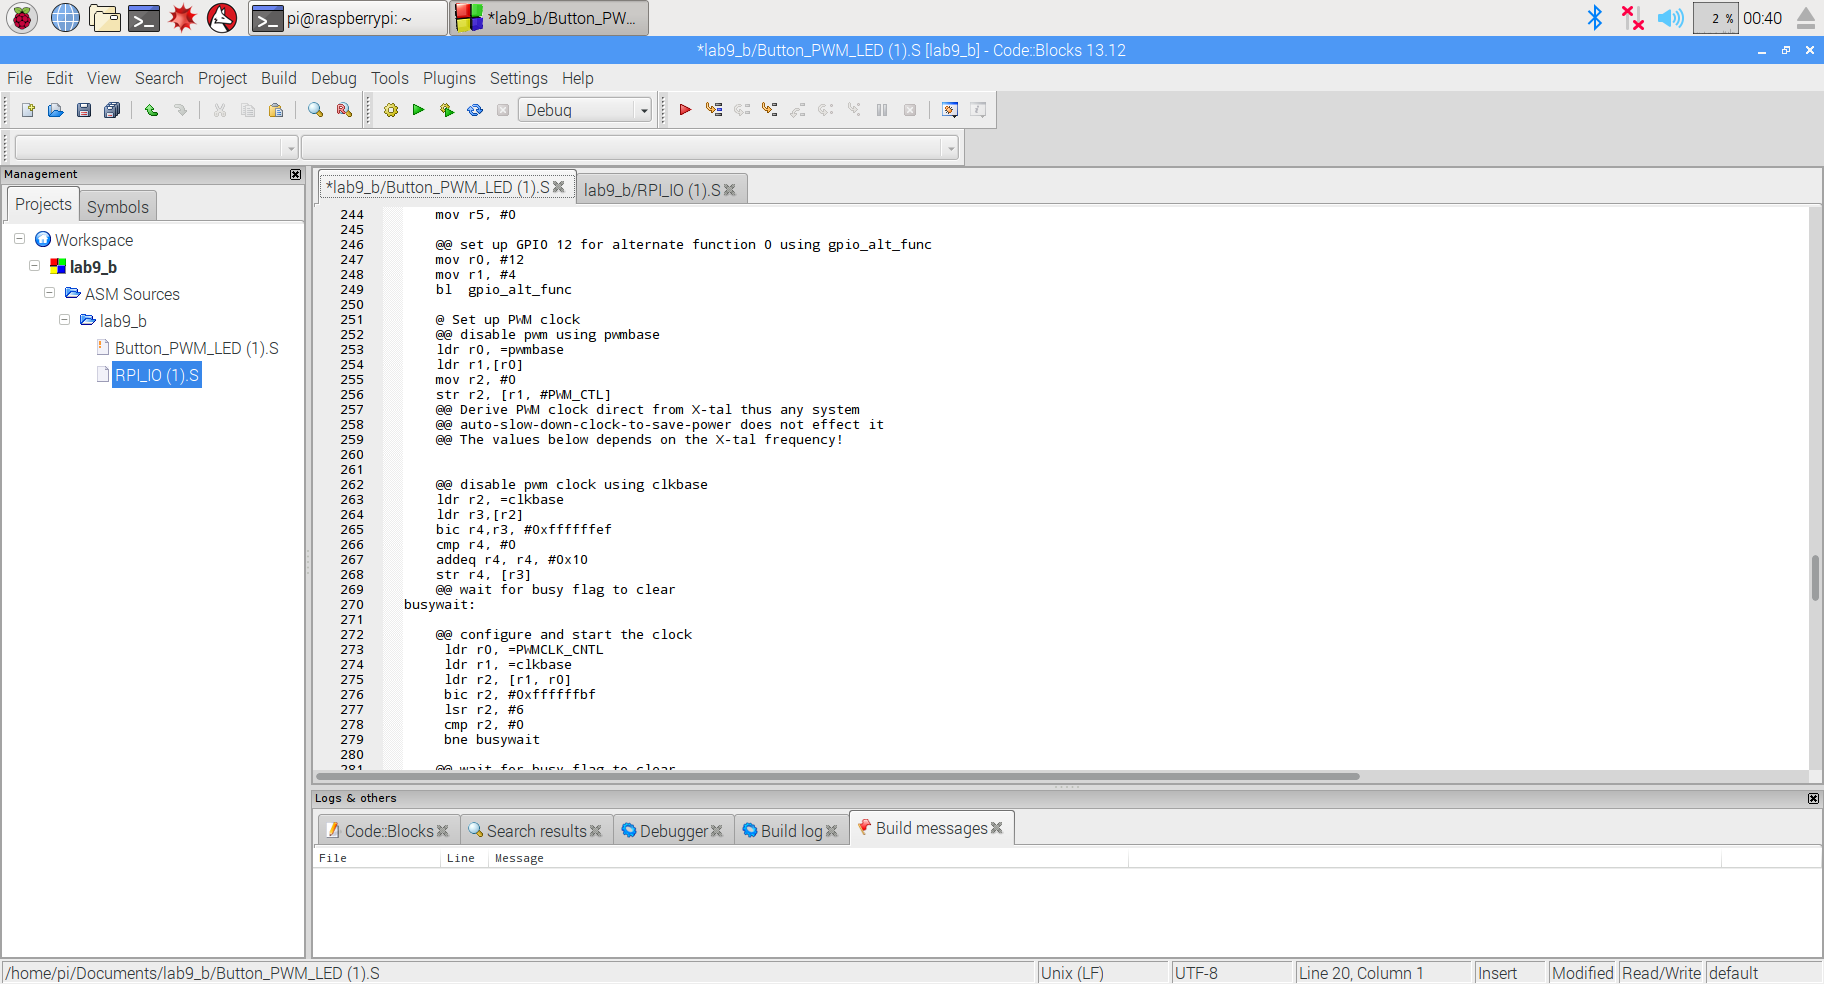 pi@raspberrypi: ~
*lab9_b/Button_PW...
2 %
00:40
*lab9_b/Button_PWM_LED (1).S [lab9_b] - Code::Blocks 13.12
File Edit View Search Project Build Debug Tools Plugins Settings Help
Debug
Management
Projects
Symbols
Workspace
lab9_b
ASM Sources
lab9_b
Button_PWM_LED (1).S
RPI_IO (1).S
*lab9_b/Button_PWM_LED (1).S
lab9_b/RPI_IO (1).S
244 mov r5, #0
245
246 @@ set up GPIO 12 for alternate function 0 using gpio_alt_func
247 mov r0, #12
248 mov r1, #4
249 bl  gpio_alt_func
250
251 @ Set up PWM clock
252 @@ disable pwm using pwmbase
253 ldr r0, =pwmbase
254 ldr r1,[r0]
255 mov r2, #0
256 str r2, [r1, #PWM_CTL]
257 @@ Derive PWM clock direct from X-tal thus any system
258 @@ auto-slow-down-clock-to-save-power does not effect it
259 @@ The values below depends on the X-tal frequency!
260
261
262 @@ disable pwm clock using clkbase
263 ldr r2, =clkbase
264 ldr r3,[r2]
265 bic r4,r3, #0xffffffef
266 cmp r4, #0
267 addeq r4, r4, #0x10
268 str r4, [r3]
269 @@ wait for busy flag to clear
270 busywait:
271
272 @@ configure and start the clock
273 ldr r0, =PWMCLK_CNTL
274 ldr r1, =clkbase
275 ldr r2, [r1, r0]
276 bic r2, #0xffffffbf
277 lsr r2, #6
278 cmp r2, #0
279 bne busywait
280
281 @@ wait for busy flag to clear
Logs & others
Code::Blocks
Search results
Debugger
Build log
Build messages
File Line Message
/home/pi/Documents/lab9_b/Button_PWM_LED (1).S
Unix (LF)
UTF-8
Line 20, Column 1
Insert
Modified
Read/Write
default